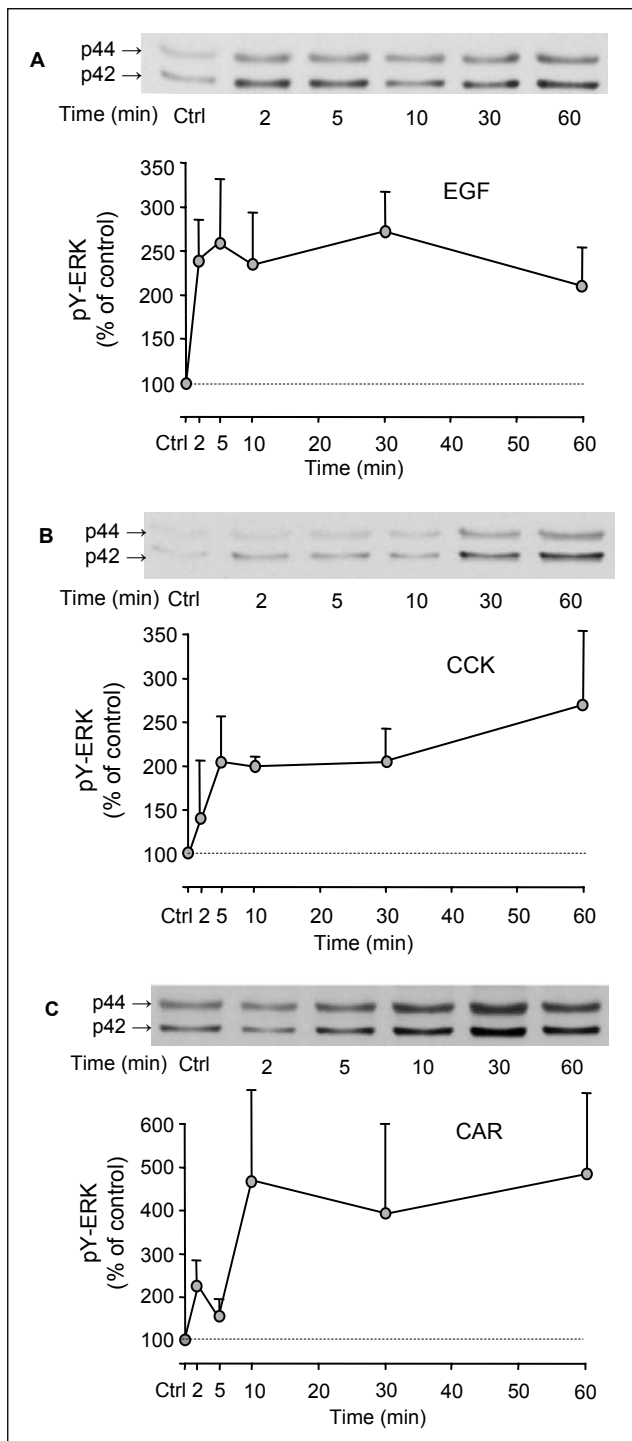 A
p44 →
p42 →
Time (min) Ctrl 2 5 10 30 60
350
300
250
200
150
100
pY-ERK
(% of control)
EGF
Ctrl 2 5 10 20 30 40 50 60
Time (min)
B
p44 →
p42 →
Time (min) Ctrl 2 5 10 30 60
350
300
250
200
150
100
pY-ERK
(% of control)
CCK
Ctrl 2 5 10 20 30 40 50 60
Time (min)
C
p44 →
p42 →
Time (min) Ctrl 2 5 10 30 60
600
500
400
300
200
100
pY-ERK
(% of control)
CAR
Ctrl 2 5 10 20 30 40 50 60
Time (min)